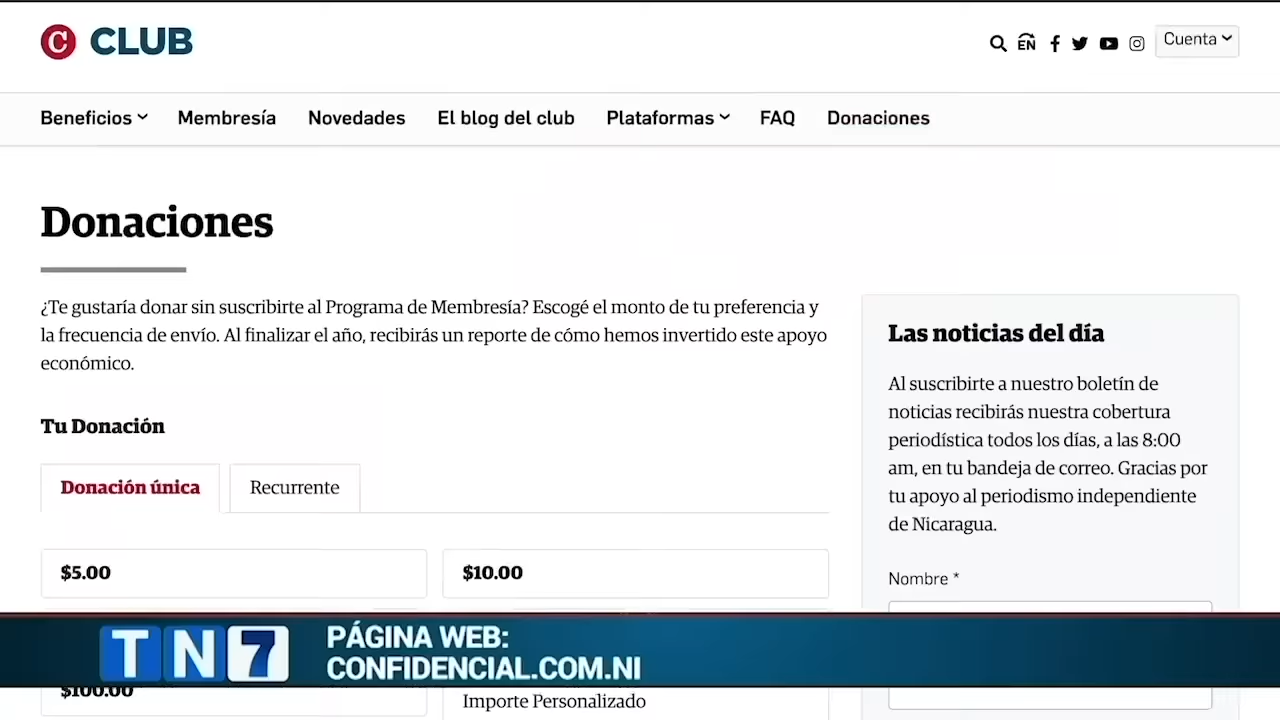 C CLUB
EN
Cuenta
Beneficios
Membresía
Novedades
El blog del club
Plataformas
FAQ
Donaciones
Donaciones
¿Te gustaría donar sin suscribirte al Programa de Membresía? Escogé el monto de tu preferencia y
la frecuencia de envío. Al finalizar el año, recibirás un reporte de cómo hemos invertido este apoyo
económico.
Tu Donación
Donación única
Recurrente
$5.00
$10.00
$100.00
Importe Personalizado
Las noticias del día
Al suscribirte a nuestro boletín de
noticias recibirás nuestra cobertura
periodística todos los días, a las 8:00
am, en tu bandeja de correo. Gracias por
tu apoyo al periodismo independiente
de Nicaragua.
Nombre *
TN7
PÁGINA WEB:
CONFIDENCIAL.COM.NI